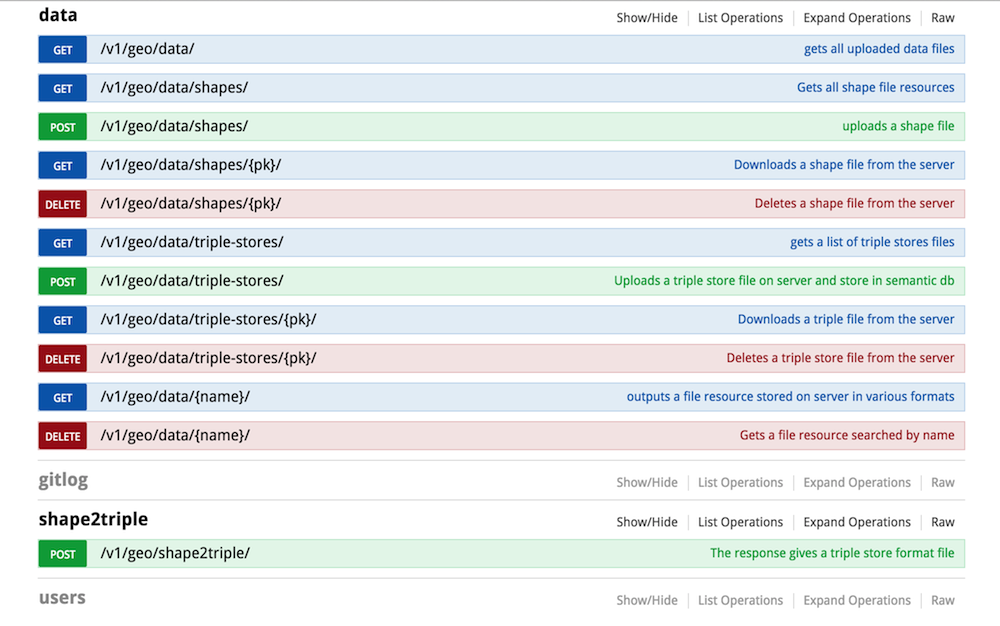 data Show/Hide List Operations Expand Operations Raw
GET /v1/geo/data/ gets all uploaded data files
GET /v1/geo/data/shapes/ Gets all shape file resources
POST /v1/geo/data/shapes/ uploads a shape file
GET /v1/geo/data/shapes/{pk}/ Downloads a shape file from the server
DELETE /v1/geo/data/shapes/{pk}/ Deletes a shape file from the server
GET /v1/geo/data/triple-stores/ gets a list of triple stores files
POST /v1/geo/data/triple-stores/ Uploads a triple store file on server and store in semantic db
GET /v1/geo/data/triple-stores/{pk}/ Downloads a triple file from the server
DELETE /v1/geo/data/triple-stores/{pk}/ Deletes a triple store file from the server
GET /v1/geo/data/{name}/ outputs a file resource stored on server in various formats
DELETE /v1/geo/data/{name}/ Gets a file resource searched by name
gitlog Show/Hide List Operations Expand Operations Raw
shape2triple Show/Hide List Operations Expand Operations Raw
POST /v1/geo/shape2triple/ The response gives a triple store format file
users Show/Hide List Operations Expand Operations Raw